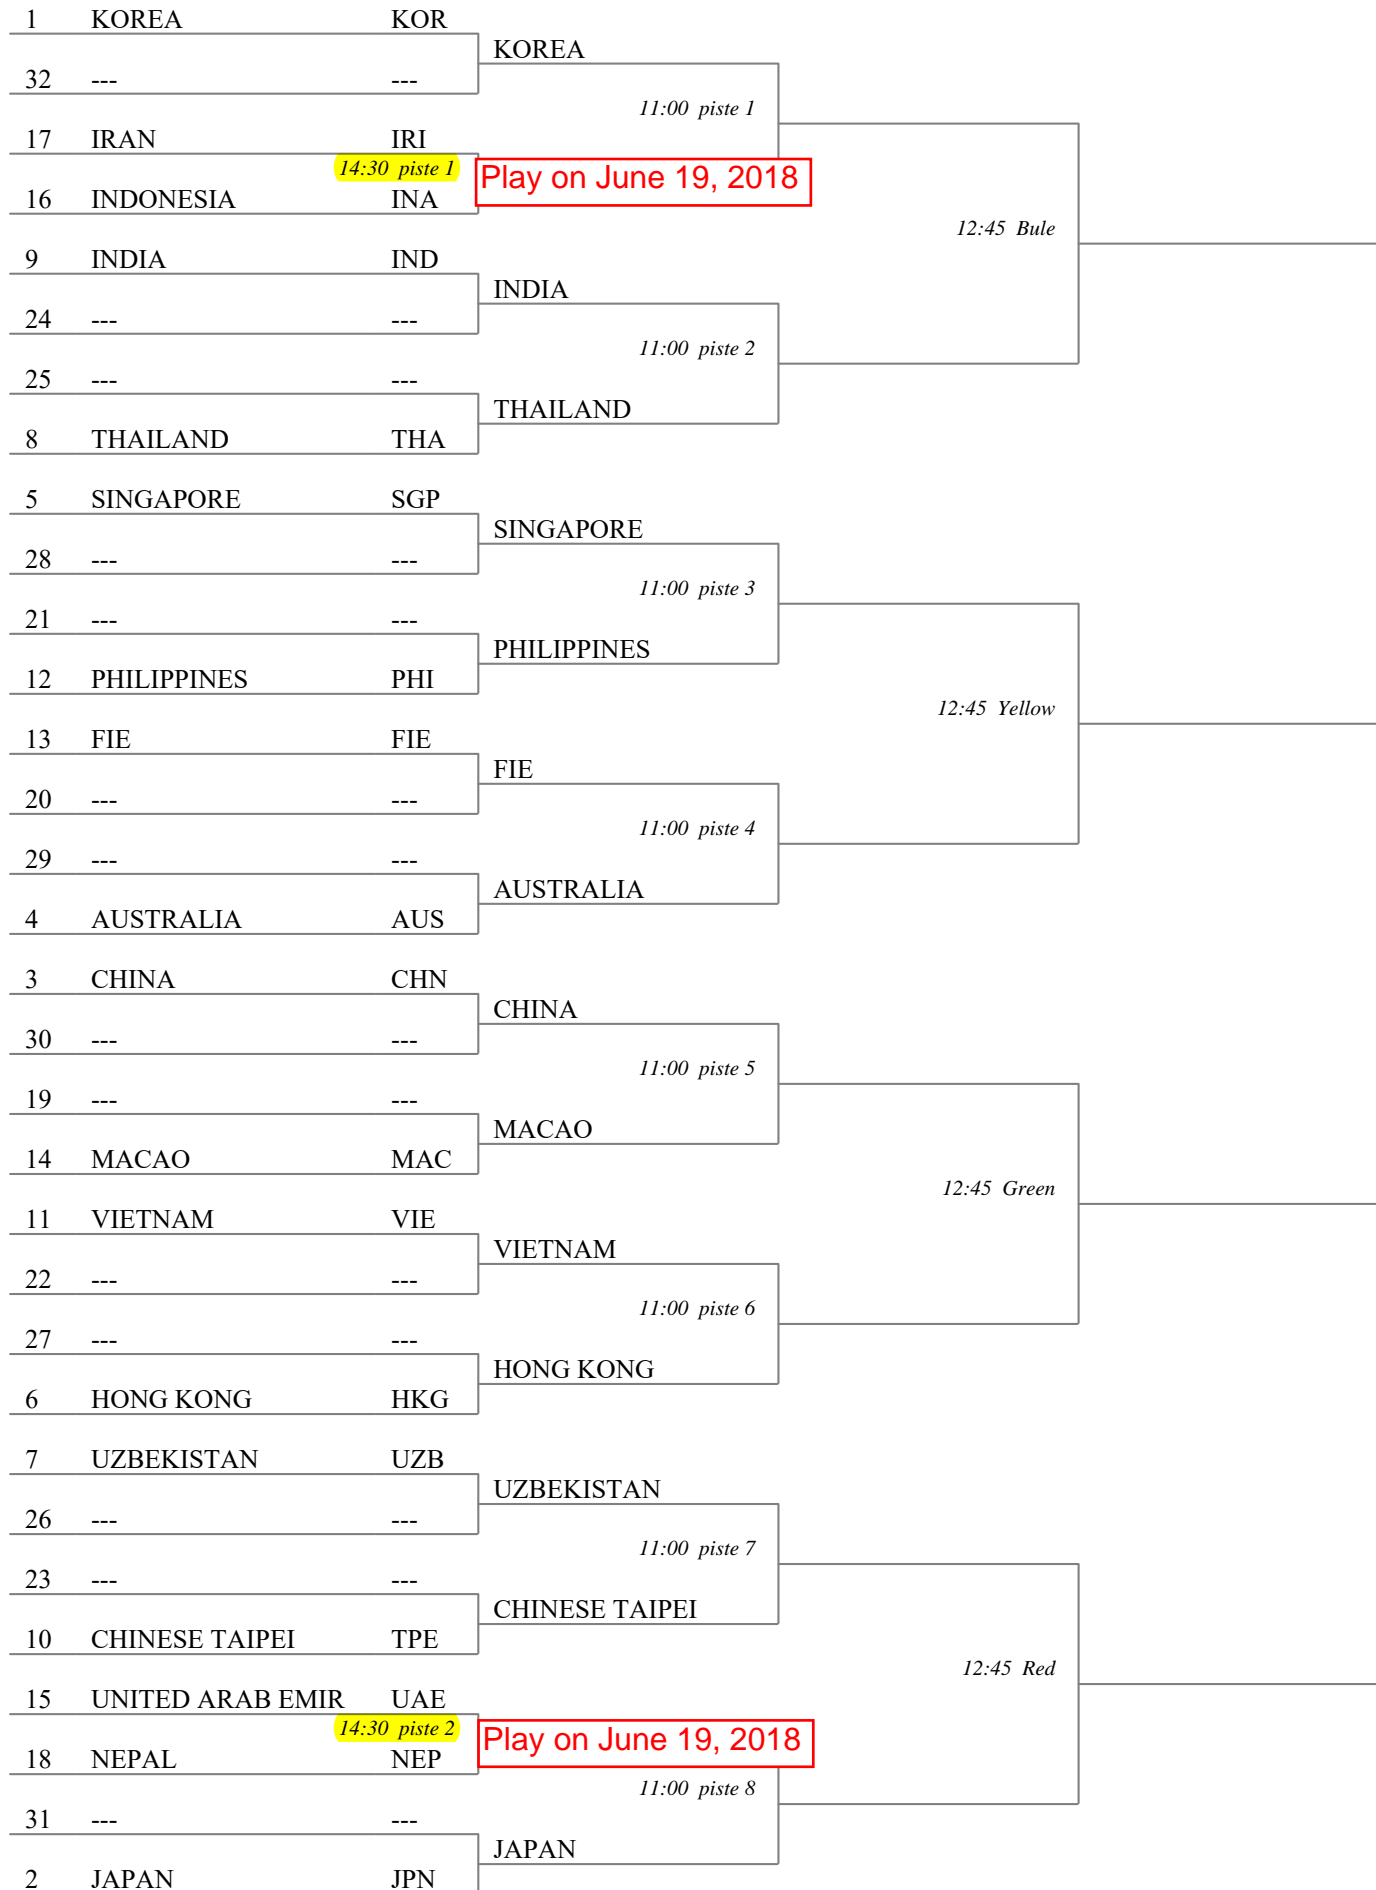 1 KOREA KOR
KOREA
32 --- ---
11:00 piste 1
17 IRAN IRI
14:30 piste 1
Play on June 19, 2018
16 INDONESIA INA
12:45 Bule
9 INDIA IND
INDIA
24 --- ---
11:00 piste 2
25 --- ---
THAILAND
8 THAILAND THA
5 SINGAPORE SGP
SINGAPORE
28 --- ---
11:00 piste 3
21 --- ---
PHILIPPINES
12 PHILIPPINES PHI
12:45 Yellow
13 FIE FIE
FIE
20 --- ---
11:00 piste 4
29 --- ---
AUSTRALIA
4 AUSTRALIA AUS
3 CHINA CHN
CHINA
30 --- ---
11:00 piste 5
19 --- ---
MACAO
14 MACAO MAC
12:45 Green
11 VIETNAM VIE
VIETNAM
22 --- ---
11:00 piste 6
27 --- ---
HONG KONG
6 HONG KONG HKG
7 UZBEKISTAN UZB
UZBEKISTAN
26 --- ---
11:00 piste 7
23 --- ---
CHINESE TAIPEI
10 CHINESE TAIPEI TPE
12:45 Red
15 UNITED ARAB EMIR UAE
14:30 piste 2
Play on June 19, 2018
18 NEPAL NEP
11:00 piste 8
31 --- ---
JAPAN
2 JAPAN JPN